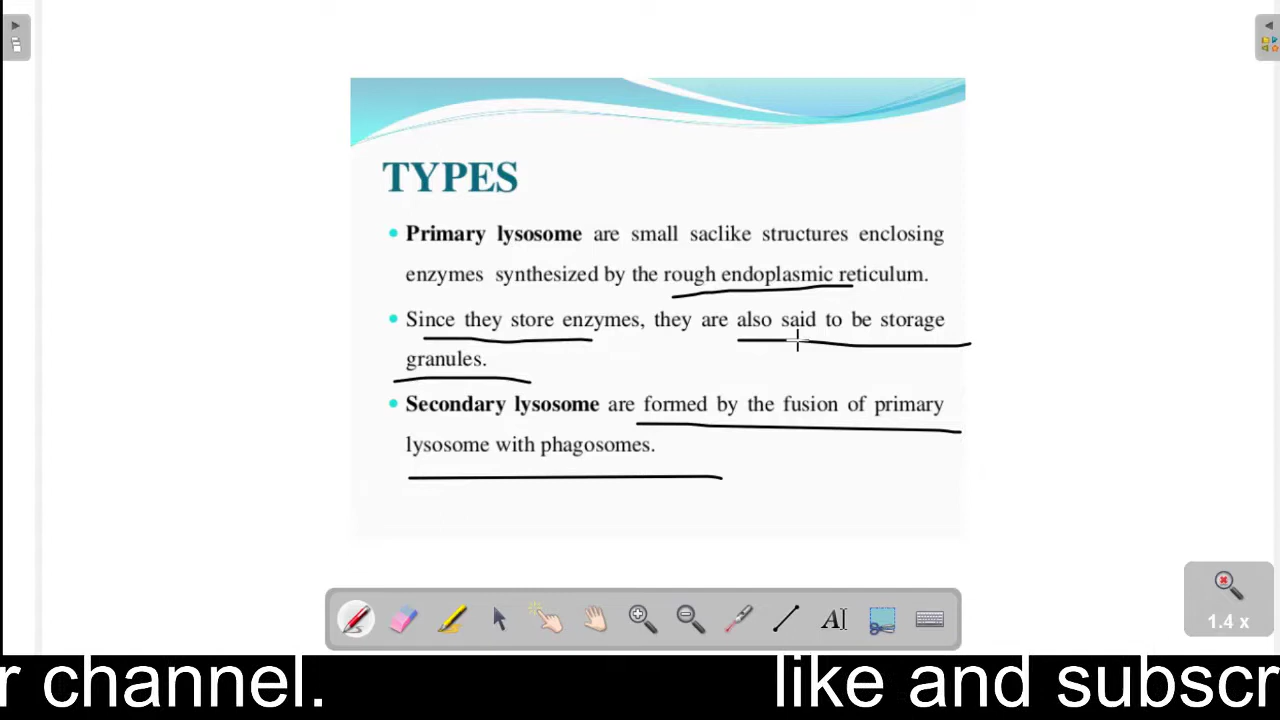 TYPES
Primary lysosome are small saclike structures enclosing
enzymes synthesized by the rough endoplasmic reticulum.
Since they store enzymes, they are also said to be storage
granules.
Secondary lysosome are formed by the fusion of primary
lysosome with phagosomes.
AI
1.4 x
r channel. like and subscr